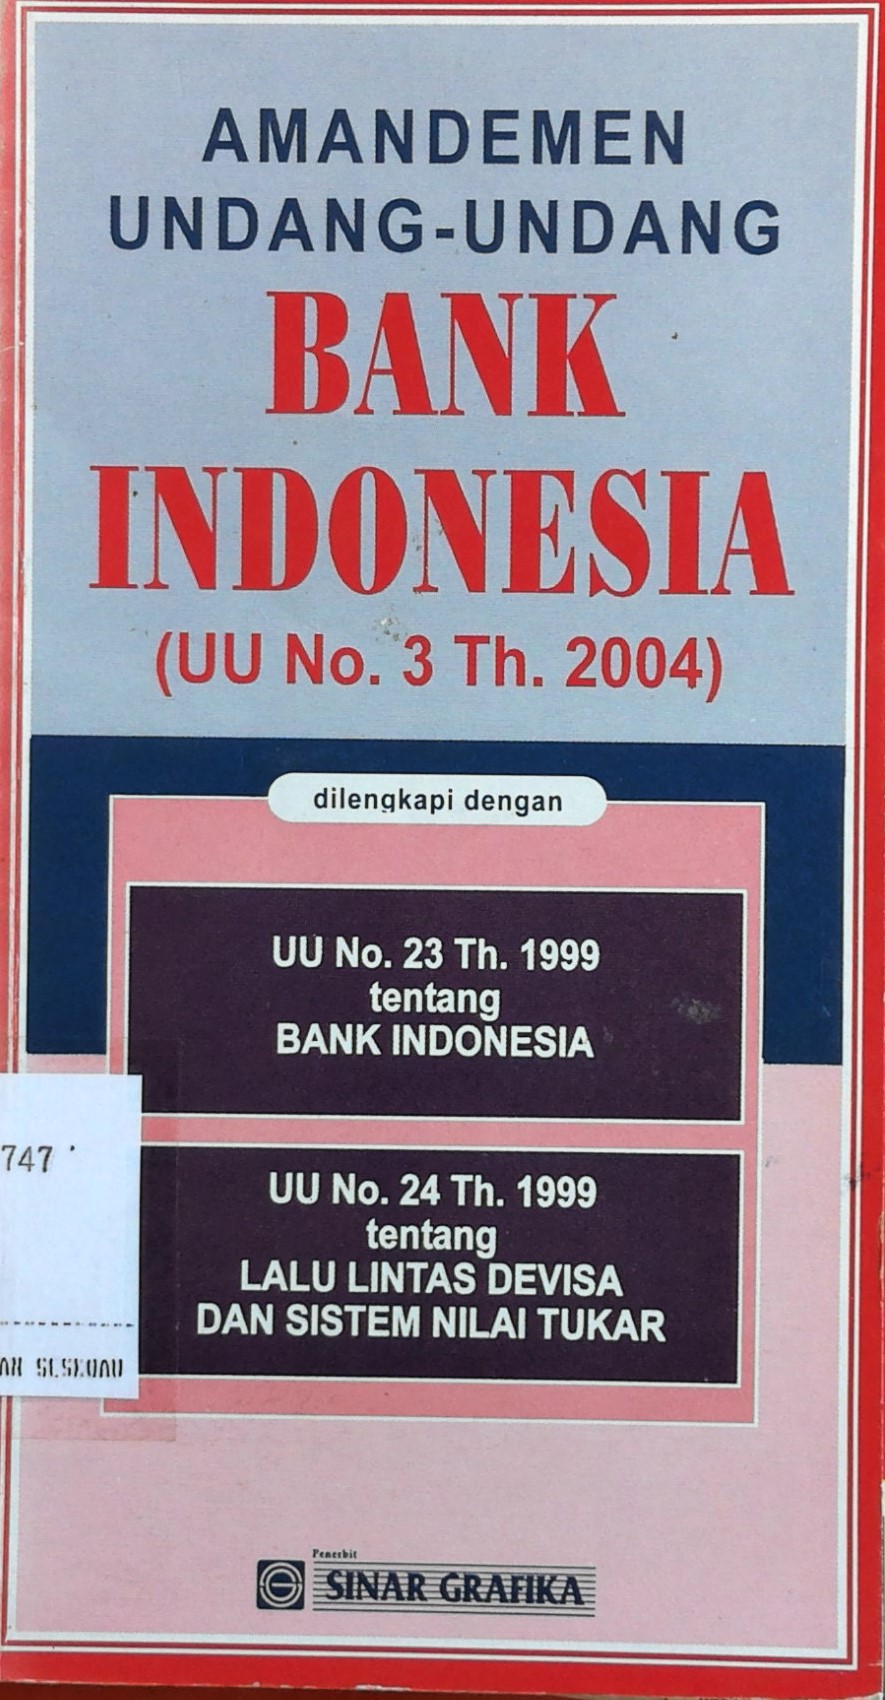 AMANDEMEN
UNDANG-UNDANG
BANK
INDONESIA
(UU No. 3 Th. 2004)
dilengkapi dengan
UU No. 23 Th. 1999
tentang
BANK INDONESIA
747
UU No. 24 Th. 1999
tentang
LALU LINTAS DEVISA
DAN SISTEM NILAI TUKAR
Penerbit
SINAR GRAFIKA